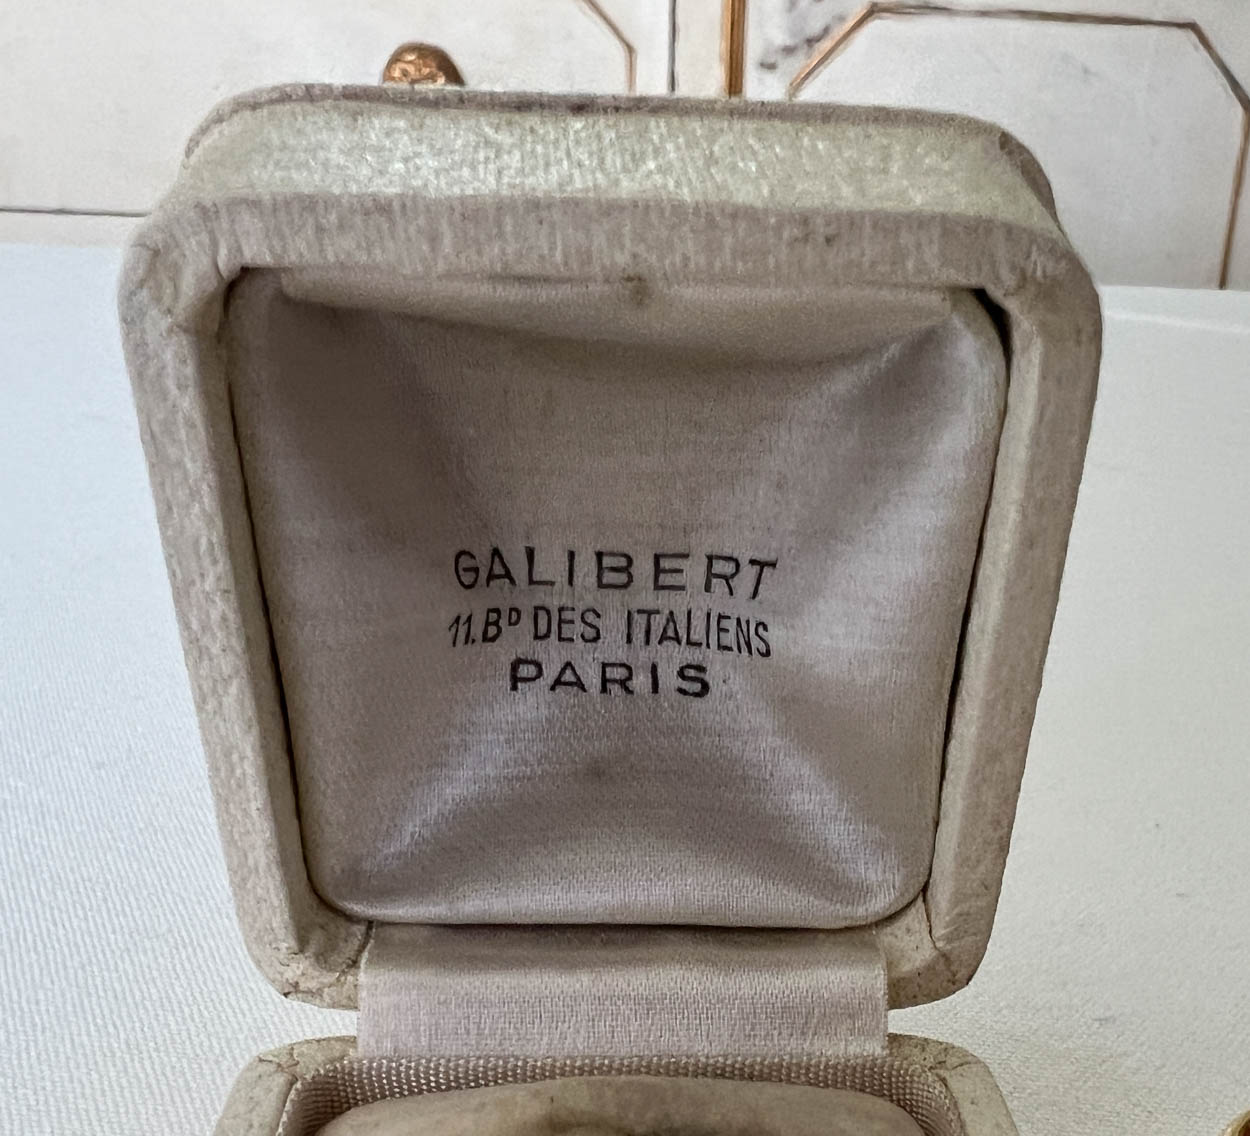 GALIBERT
11.Bᴰ DES ITALIENS
PARIS